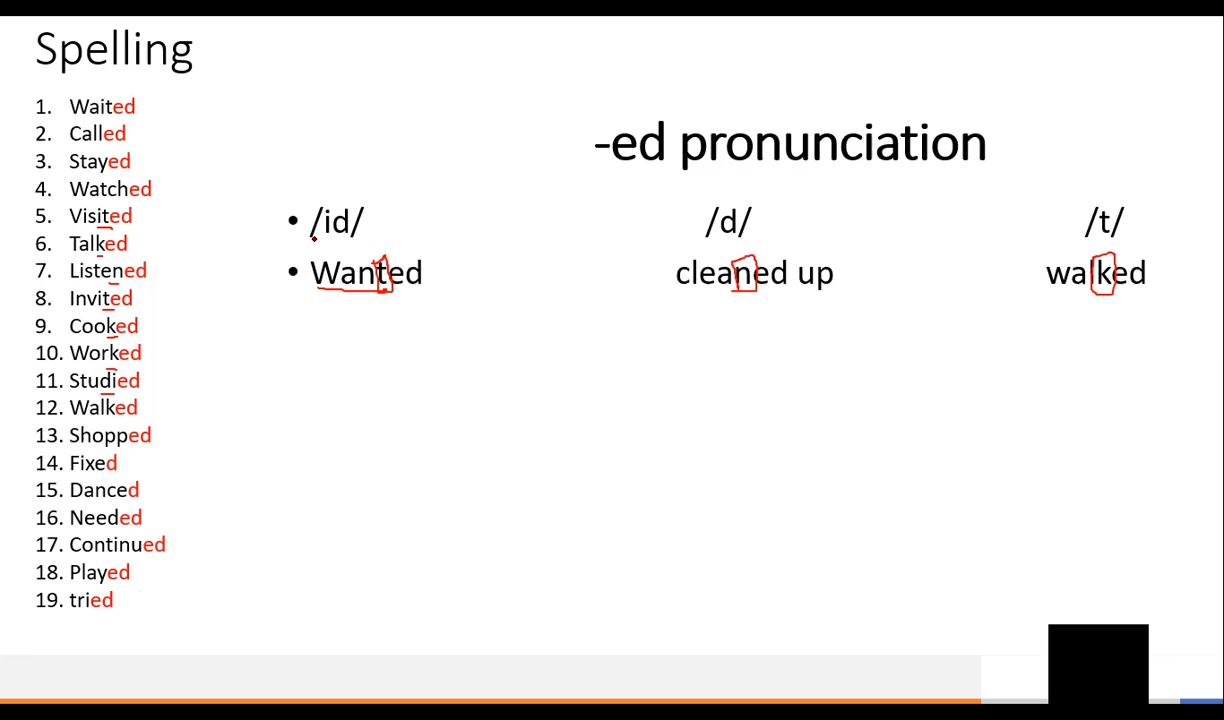 Spelling
1. Waited
2. Called
3. Stayed
4. Watched
5. Visited
6. Talked
7. Listened
8. Invited
9. Cooked
10. Worked
11. Studied
12. Walked
13. Shopped
14. Fixed
15. Danced
16. Needed
17. Continued
18. Played
19. tried
-ed pronunciation
• /id/ /d/ /t/
• Wanted cleaned up walked